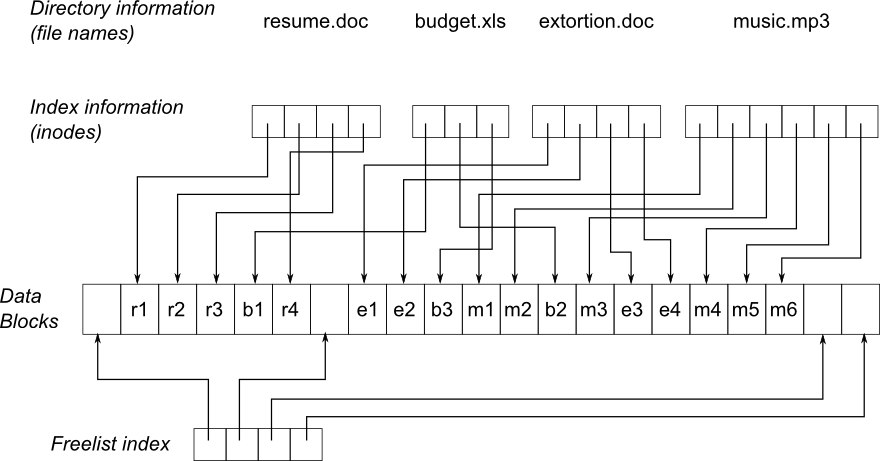 Directory information
(file names)
resume.doc budget.xls extortion.doc music.mp3
Index information
(inodes)
Data
Blocks
r1 r2 r3 b1 r4 e1 e2 b3 m1 m2 b2 m3 e3 e4 m4 m5 m6
Freelist index